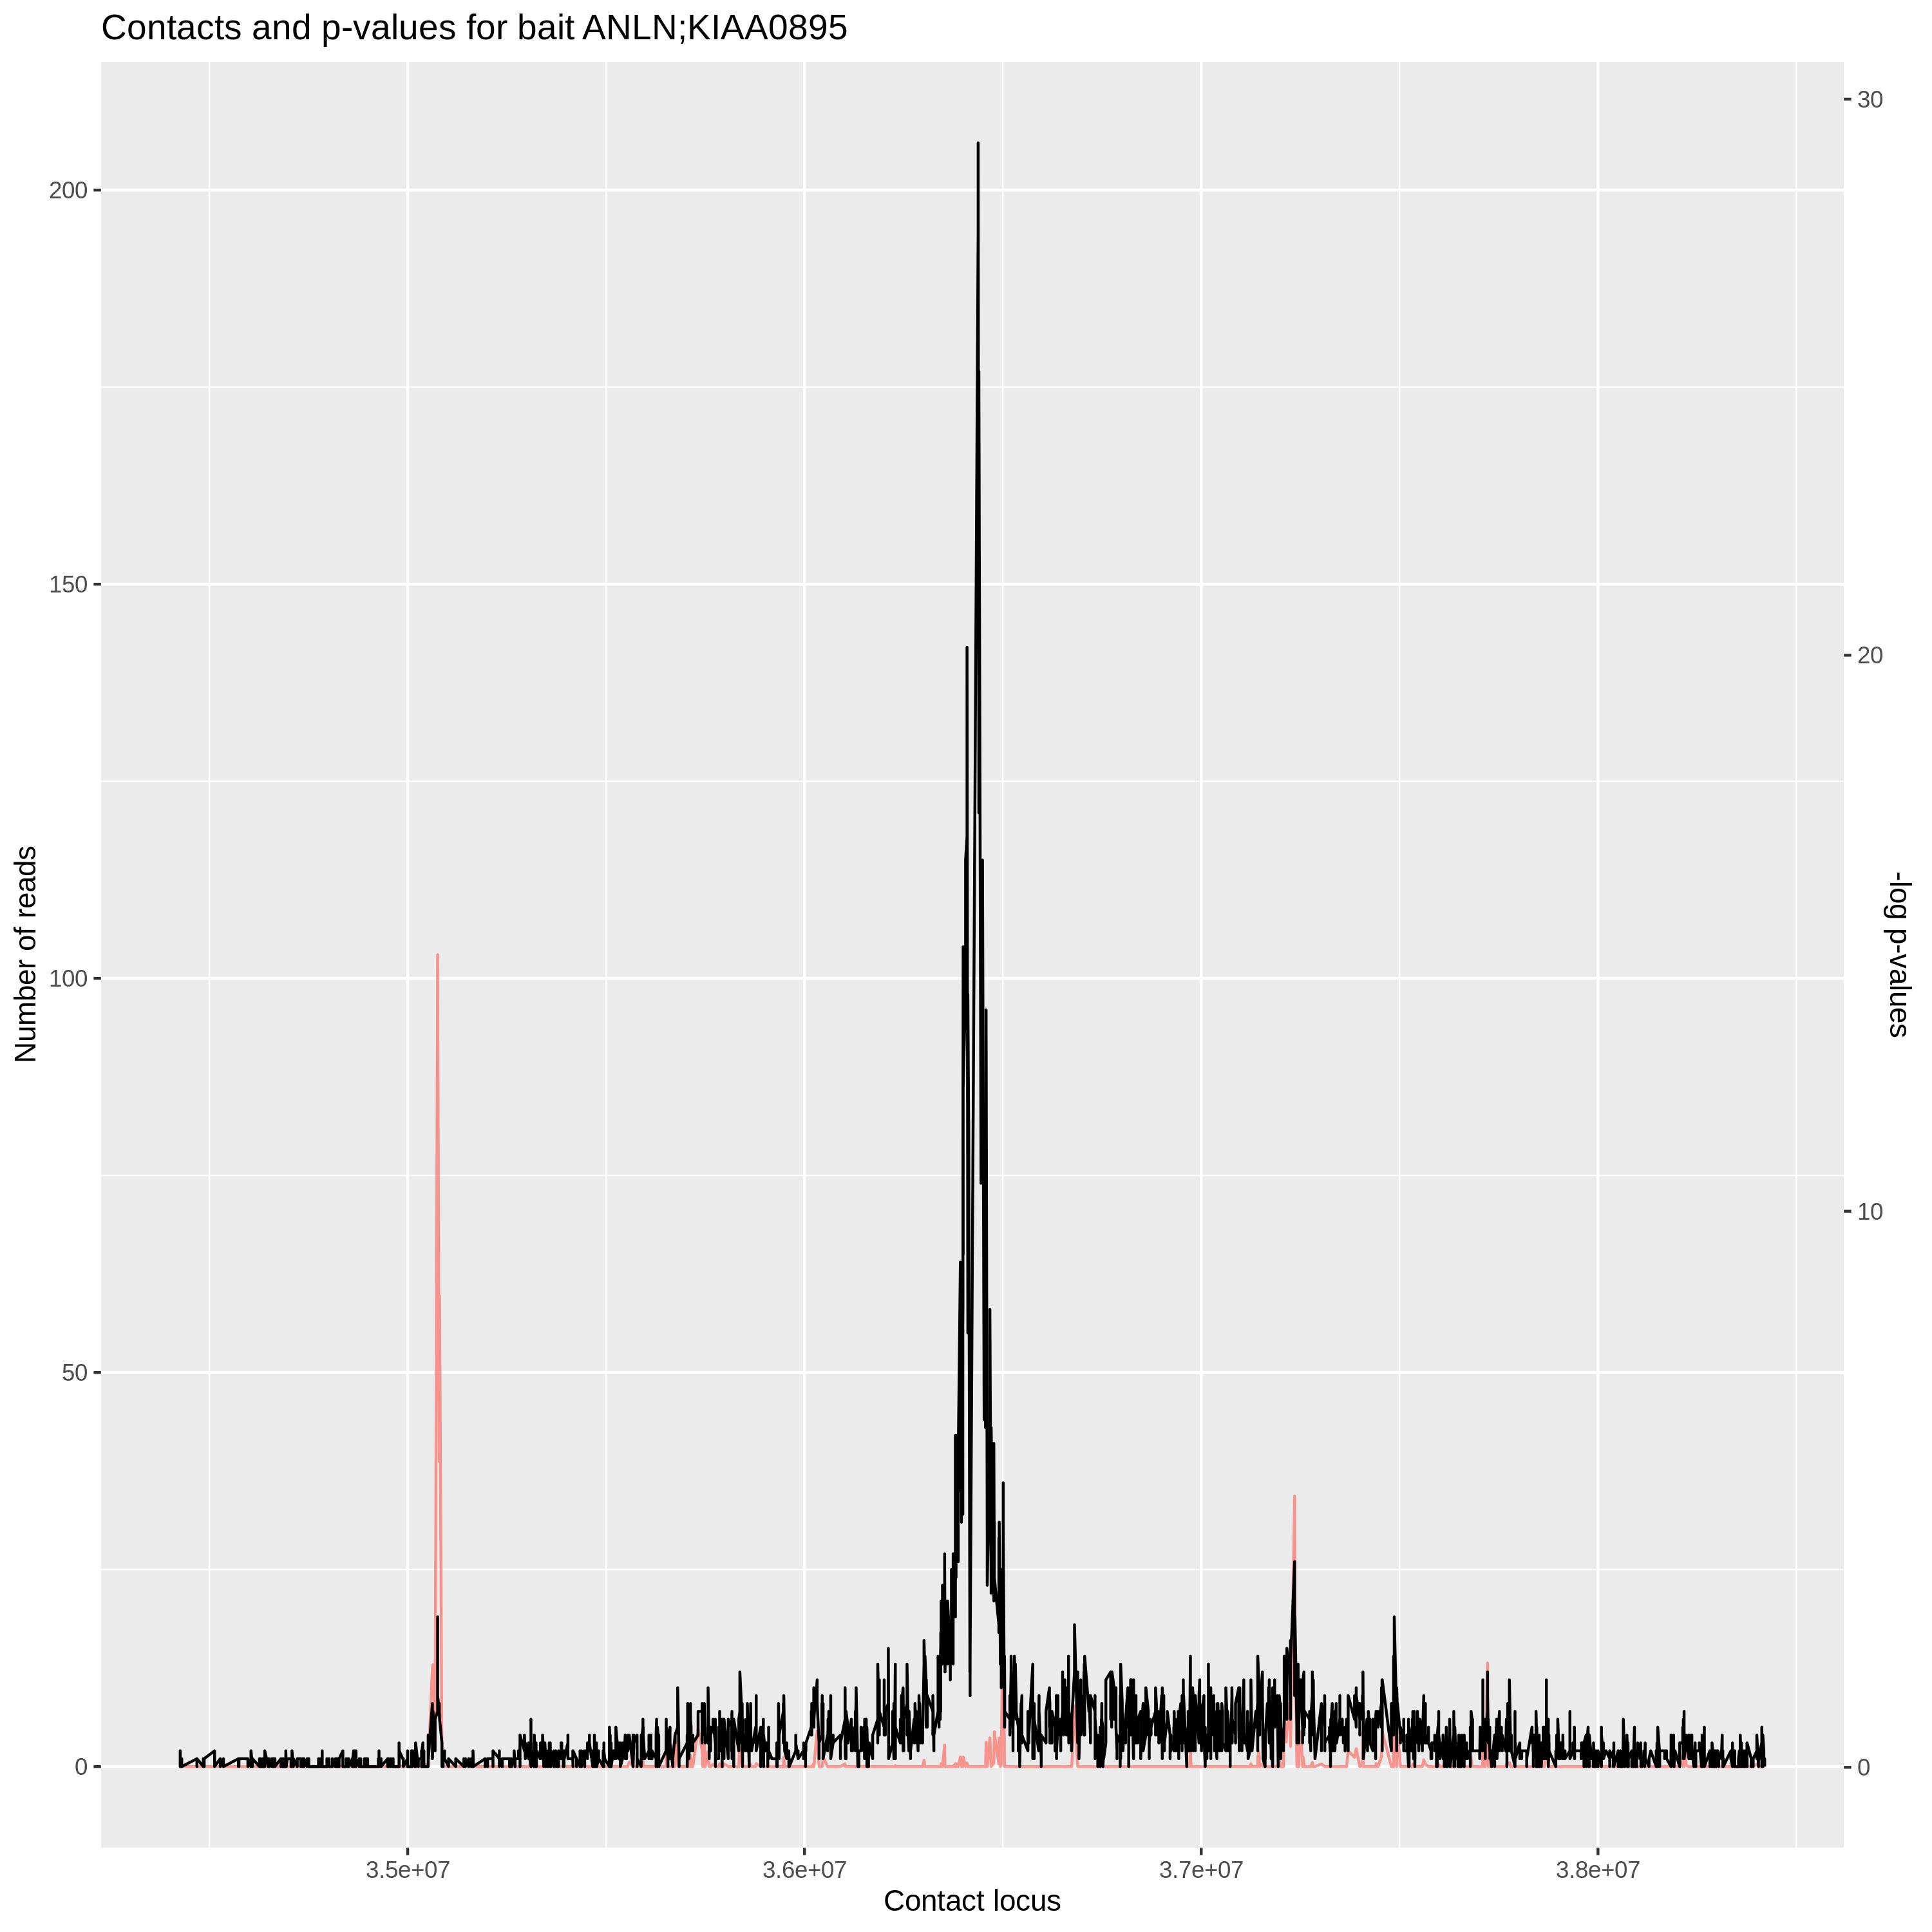 Contacts and p-values for bait ANLN;KIAA0895
30
200
20
150
Number of reads
-log p-values
100
10
50
0
0
3.5e+07
3.6e+07
3.7e+07
3.8e+07
Contact locus